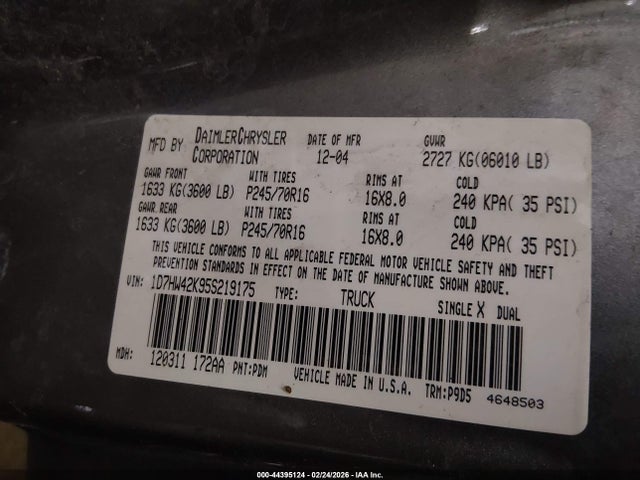 MFD BY DAIMLERCHRYSLER CORPORATION DATE OF MFR 12-04 GVWR 2727 KG(06010 LB)
GAWR FRONT WITH TIRES RIMS AT COLD
1633 KG(3600 LB) P245/70R16 16X8.0 240 KPA( 35 PSI)
GAWR REAR WITH TIRES RIMS AT COLD
1633 KG(3600 LB) P245/70R16 16X8.0 240 KPA( 35 PSI)
THIS VEHICLE CONFORMS TO ALL APPLICABLE FEDERAL MOTOR VEHICLE SAFETY AND THEFT
PREVENTION STANDARDS IN EFFECT ON THE DATE OF MANUFACTURE SHOWN ABOVE.
VIN: 1D7HW42K95S219175 TYPE: TRUCK SINGLE X DUAL
MDH: 120311 172AA PNT:PDM VEHICLE MADE IN U.S.A. TRM:P9D5 4648503
000-44395124 - 02/24/2026 - IAA Inc.